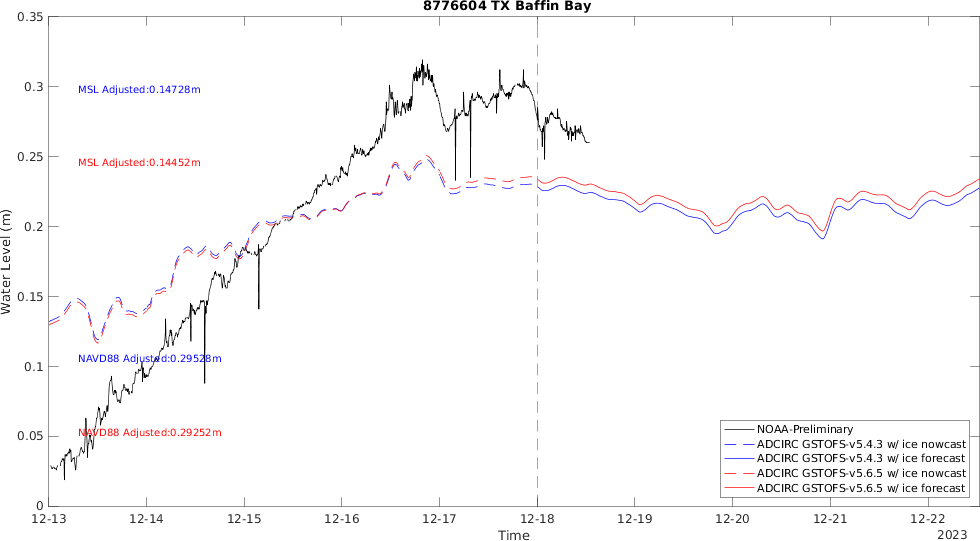 8776604 TX Baffin Bay
0.35
0.3
0.25
0.2
0.15
0.1
0.05
0
Water Level (m)
MSL Adjusted:0.14728m
MSL Adjusted:0.14452m
NAVD88 Adjusted:0.29528m
NAVD88 Adjusted:0.29252m
NOAA-Preliminary
ADCIRC GSTOFS-v5.4.3 w/ ice nowcast
ADCIRC GSTOFS-v5.4.3 w/ ice forecast
ADCIRC GSTOFS-v5.6.5 w/ ice nowcast
ADCIRC GSTOFS-v5.6.5 w/ ice forecast
12-13 12-14 12-15 12-16 12-17 12-18 12-19 12-20 12-21 12-22
Time
2023